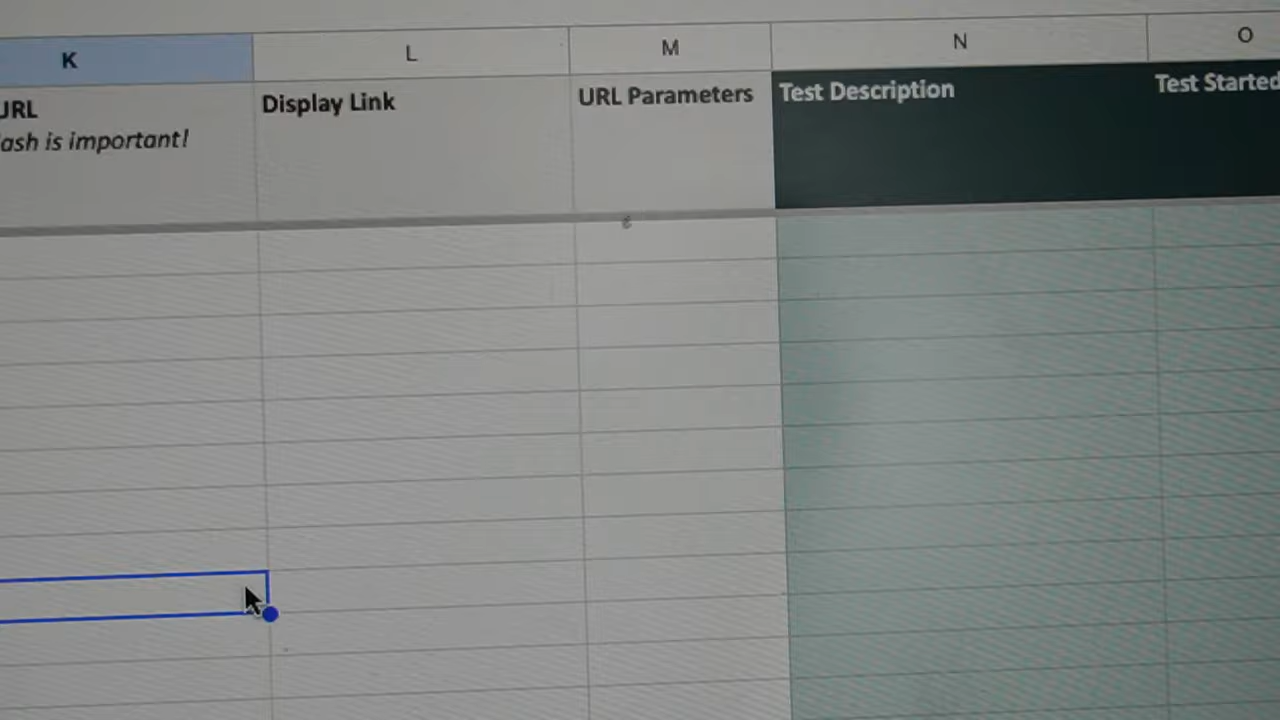 K L M N O
URL Display Link URL Parameters Test Description Test Started
ash is important!